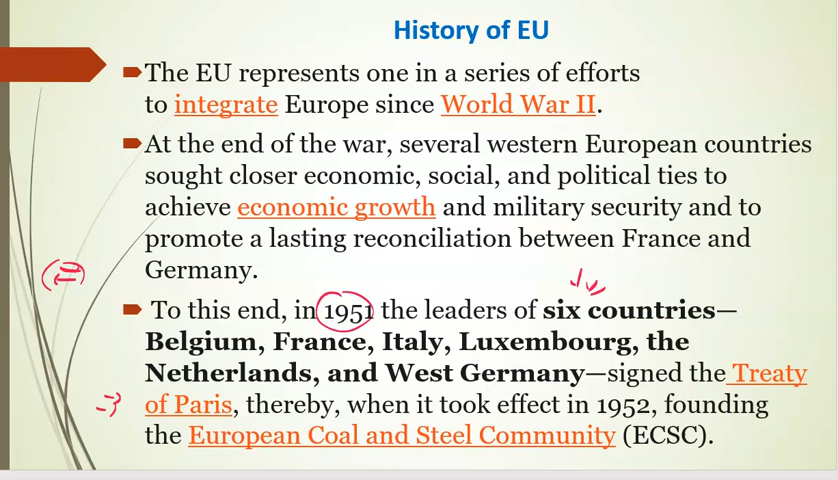 History of EU
The EU represents one in a series of efforts
to integrate Europe since World War II.
At the end of the war, several western European countries
sought closer economic, social, and political ties to
achieve economic growth and military security and to
promote a lasting reconciliation between France and
Germany.
To this end, in 1951 the leaders of six countries—
Belgium, France, Italy, Luxembourg, the
Netherlands, and West Germany—signed the Treaty
of Paris, thereby, when it took effect in 1952, founding
the European Coal and Steel Community (ECSC).